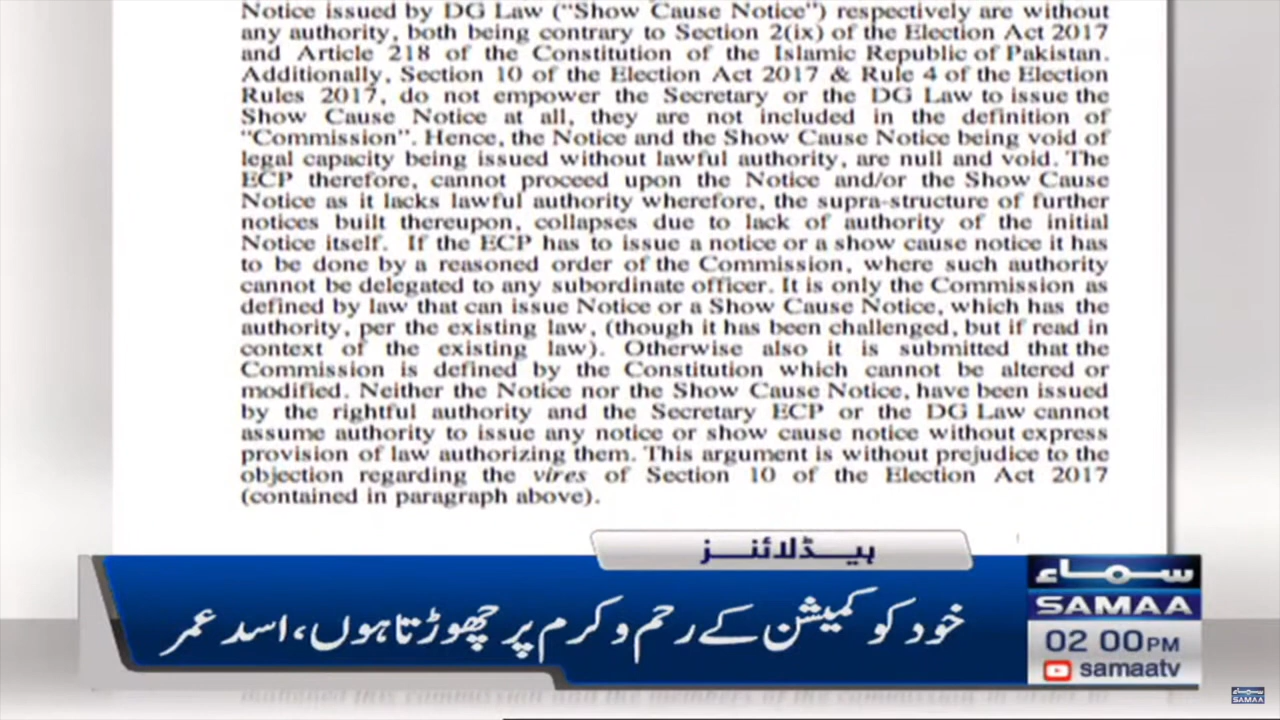 Notice issued by DG Law (“Show Cause Notice”) respectively are without
any authority, both being contrary to Section 2(ix) of the Election Act 2017
and Article 218 of the Constitution of the Islamic Republic of Pakistan.
Additionally, Section 10 of the Election Act 2017 & Rule 4 of the Election
Rules 2017, do not empower the Secretary or the DG Law to issue the
Show Cause Notice at all, they are not included in the definition of
“Commission”. Hence, the Notice and the Show Cause Notice being void of
legal capacity being issued without lawful authority, are null and void. The
ECP therefore, cannot proceed upon the Notice and/or the Show Cause
Notice as it lacks lawful authority wherefore, the supra-structure of further
notices built thereupon, collapses due to lack of authority of the initial
Notice itself. If the ECP has to issue a notice or a show cause notice it has
to be done by a reasoned order of the Commission, where such authority
cannot be delegated to any subordinate officer. It is only the Commission as
defined by law that can issue Notice or a Show Cause Notice, which has the
authority, per the existing law, (though it has been challenged, but if read in
context of the existing law). Otherwise also it is submitted that the
Commission is defined by the Constitution which cannot be altered or
modified. Neither the Notice nor the Show Cause Notice, have been issued
by the rightful authority and the Secretary ECP or the DG Law cannot
assume authority to issue any notice or show cause notice without express
provision of law authorizing them. This argument is without prejudice to the
objection regarding the vires of Section 10 of the Election Act 2017
(contained in paragraph above).
ہیڈلائنز
خود کو کمیشن کے رحم و کرم پر چھوڑتا ہوں، اسد عمر
سماء
SAMAA
02 00PM
samaatv
سماء
SAMAA